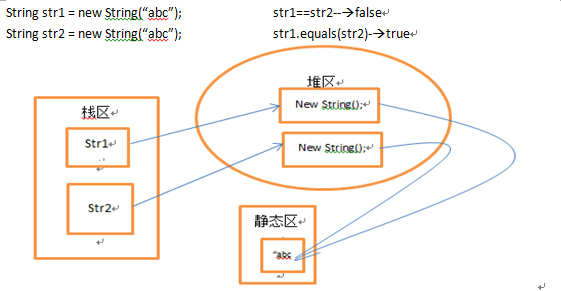 String str1 = new String(“abc”); str1==str2--→false
String str2 = new String(“abc”); str1.equals(str2)-→true
堆区
New String();
栈区
Str1
New String();
Str2
静态区
“abc